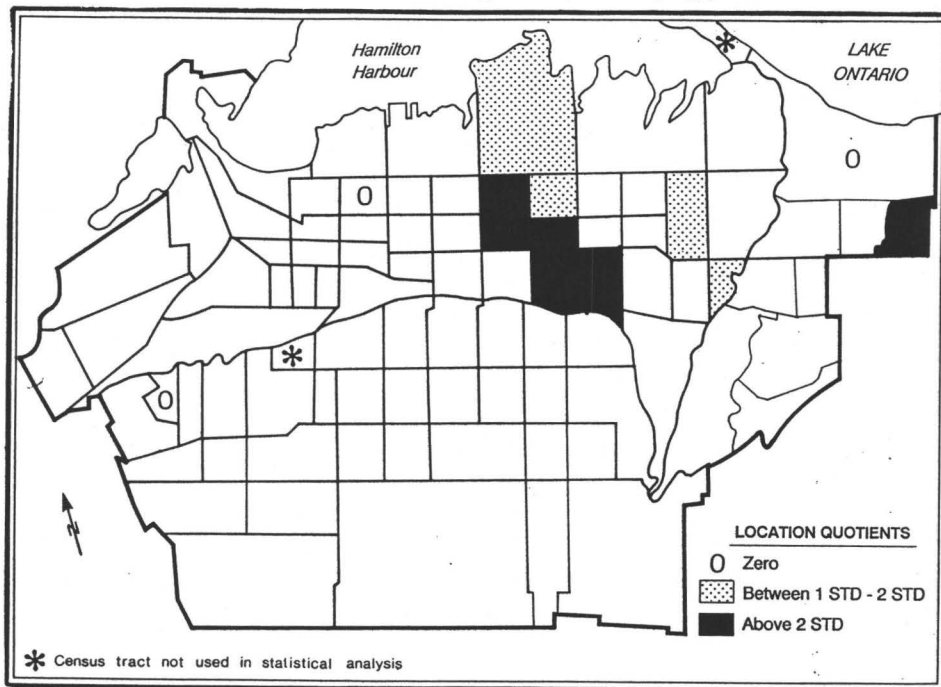 Hamilton
Harbour
LAKE
ONTARIO
*
0
0
*
0
N
LOCATION QUOTIENTS
0 Zero
Between 1 STD - 2 STD
Above 2 STD
* Census tract not used in statistical analysis